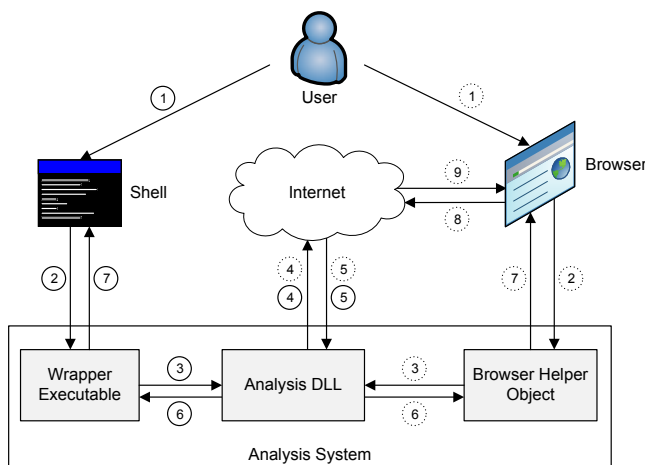 User
1
1
Shell
Internet
9
8
Browser
2
7
4
4
5
5
7
2
Wrapper
Executable
3
6
Analysis DLL
3
6
Browser Helper
Object
Analysis System